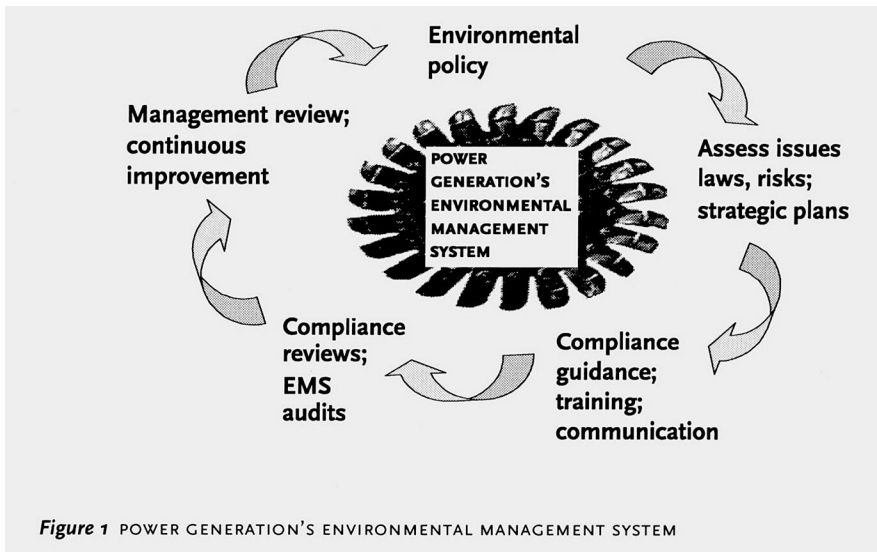 Environmental
policy
Assess issues
laws, risks;
strategic plans
Compliance
guidance;
training;
communication
Compliance
reviews;
EMS
audits
Management review;
continuous
improvement
POWER
GENERATION'S
ENVIRONMENTAL
MANAGEMENT
SYSTEM
Figure 1 POWER GENERATION'S ENVIRONMENTAL MANAGEMENT SYSTEM